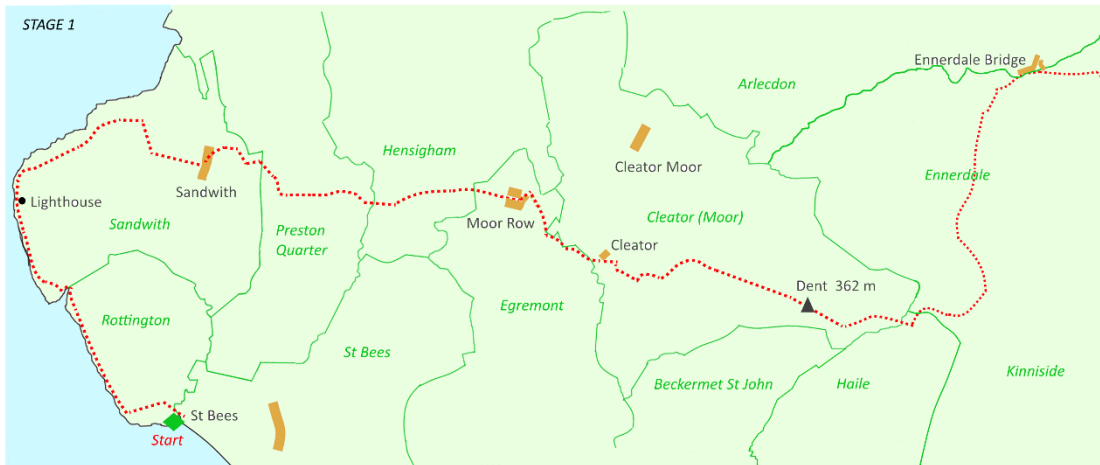 STAGE 1
Ennerdale Bridge
Arlecdon
Hensigham
Cleator Moor
Ennerdale
Sandwith
Lighthouse
Sandwith
Moor Row
Cleator (Moor)
Preston
Quarter
Cleator
Dent 362 m
Rottington
Egremont
St Bees
Beckermet St John
Haile
Kinniside
St Bees
Start